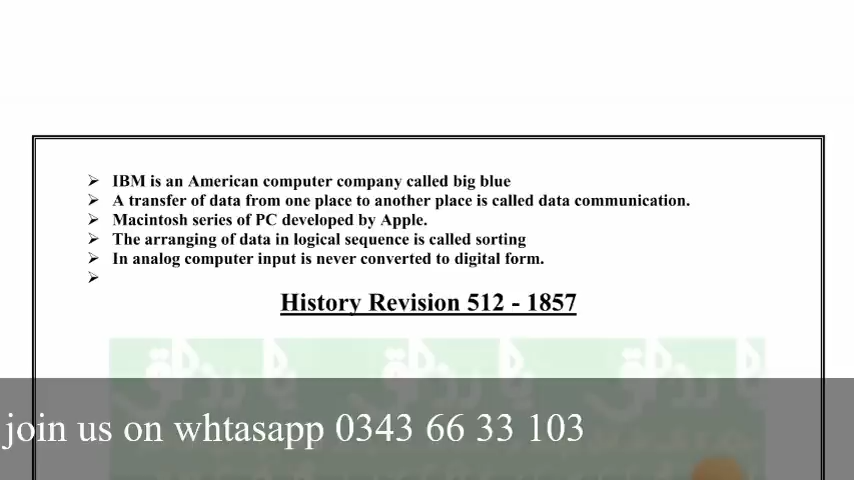 ➢ IBM is an American computer company called big blue
➢ A transfer of data from one place to another place is called data communication.
➢ Macintosh series of PC developed by Apple.
➢ The arranging of data in logical sequence is called sorting
➢ In analog computer input is never converted to digital form.
➢
History Revision 512 - 1857
join us on whtasapp 0343 66 33 103